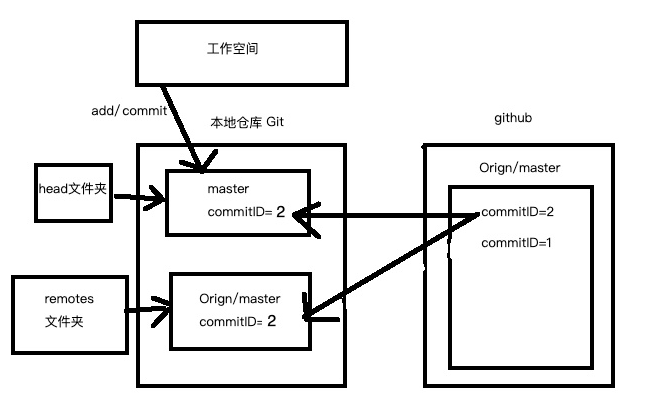 工作空间
add/commit
本地仓库 Git
github
head文件夹
master
commitID= 2
Orign/master
commitID=2
commitID=1
remotes
文件夹
Orign/master
commitID= 2